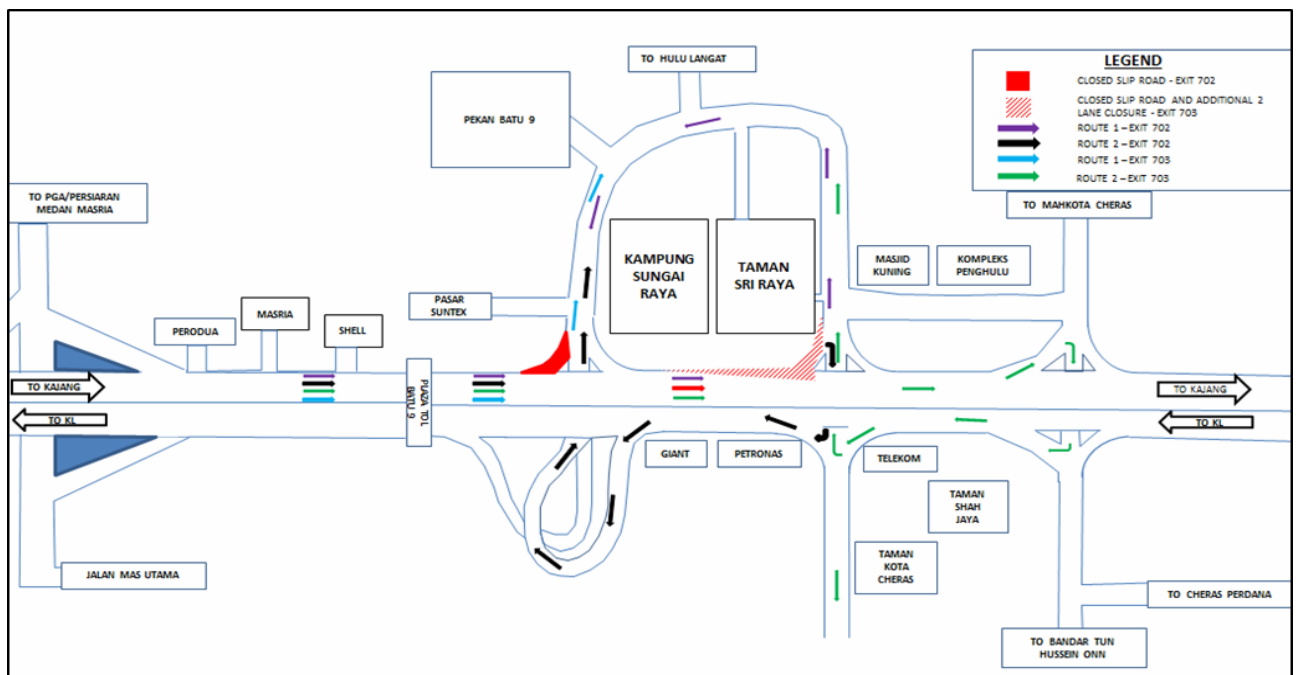 TO HULU LANGAT
LEGEND
CLOSED SLIP ROAD - EXIT 702
CLOSED SLIP ROAD AND ADDITIONAL 2
LANE CLOSURE - EXIT 703
ROUTE 1 – EXIT 702
ROUTE 2 – EXIT 702
ROUTE 1 – EXIT 703
ROUTE 2 – EXIT 703
PEKAN BATU 9
TO PGA/PERSIARAN
MEDAN MASRIA
TO MAHKOTA CHERAS
KAMPUNG
SUNGAI
RAYA
TAMAN
SRI RAYA
MASJID
KUNING
KOMPLEKS
PENGHULU
PASAR
SUNTEX
PERODUA
MASRIA
SHELL
TO KAJANG
PLAZA TOL
BATU 9
TO KAJANG
TO KL
TO KL
GIANT
PETRONAS
TELEKOM
TAMAN
SHAH
JAYA
TAMAN
KOTA
CHERAS
JALAN MAS UTAMA
TO CHERAS PERDANA
TO BANDAR TUN
HUSSEIN ONN